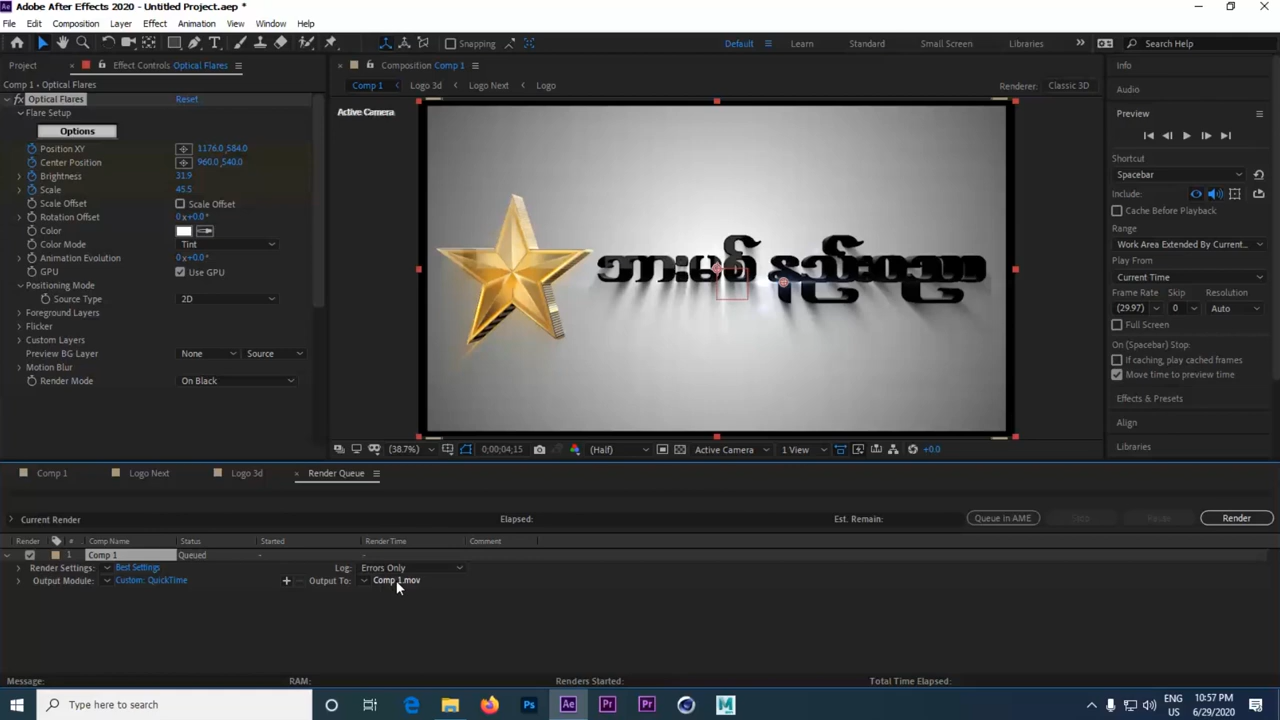 Adobe After Effects 2020 - Untitled Project.aep *
File Edit Composition Layer Effect Animation View Window Help
Snapping Default Learn Standard Small Screen Libraries Search Help
Project Effect Controls Optical Flares
Comp 1 • Optical Flares
fx Optical Flares Reset
Flare Setup
Options
Position XY 1176.0,584.0
Center Position 960.0,540.0
Brightness 31.9
Scale 45.5
Scale Offset Scale Offset
Rotation Offset 0x+0.0°
Color
Color Mode Tint
Animation Evolution 0x+0.0°
GPU Use GPU
Positioning Mode
Source Type 2D
Foreground Layers
Flicker
Custom Layers
Preview BG Layer None Source
Motion Blur
Render Mode On Black
Composition Comp 1
Comp 1 Logo 3d Logo Next Logo Renderer: Classic 3D
Active Camera
ဘားမစ် နည်းပညာ
(38.7%) 0;00;04;15 (Half) Active Camera 1 View +0.0
Info
Audio
Preview
Shortcut
Spacebar
Include:
Cache Before Playback
Range
Work Area Extended By Current...
Play From
Current Time
Frame Rate Skip Resolution
(29.97) 0 Auto
Full Screen
On (Spacebar) Stop:
If caching, play cached frames
Move time to preview time
Effects & Presets
Align
Libraries
Comp 1 Logo Next Logo 3d Render Queue
Current Render Elapsed: Est. Remain: Queue in AME Stop Pause Render
Render # Comp Name Status Started Render Time Comment
1 Comp 1 Queued - -
Render Settings: Best Settings Log: Errors Only
Output Module: Custom: QuickTime Output To: Comp 1.mov
Message: RAM: Renders Started: Total Time Elapsed:
Type here to search
ENG
US
10:57 PM
6/29/2020